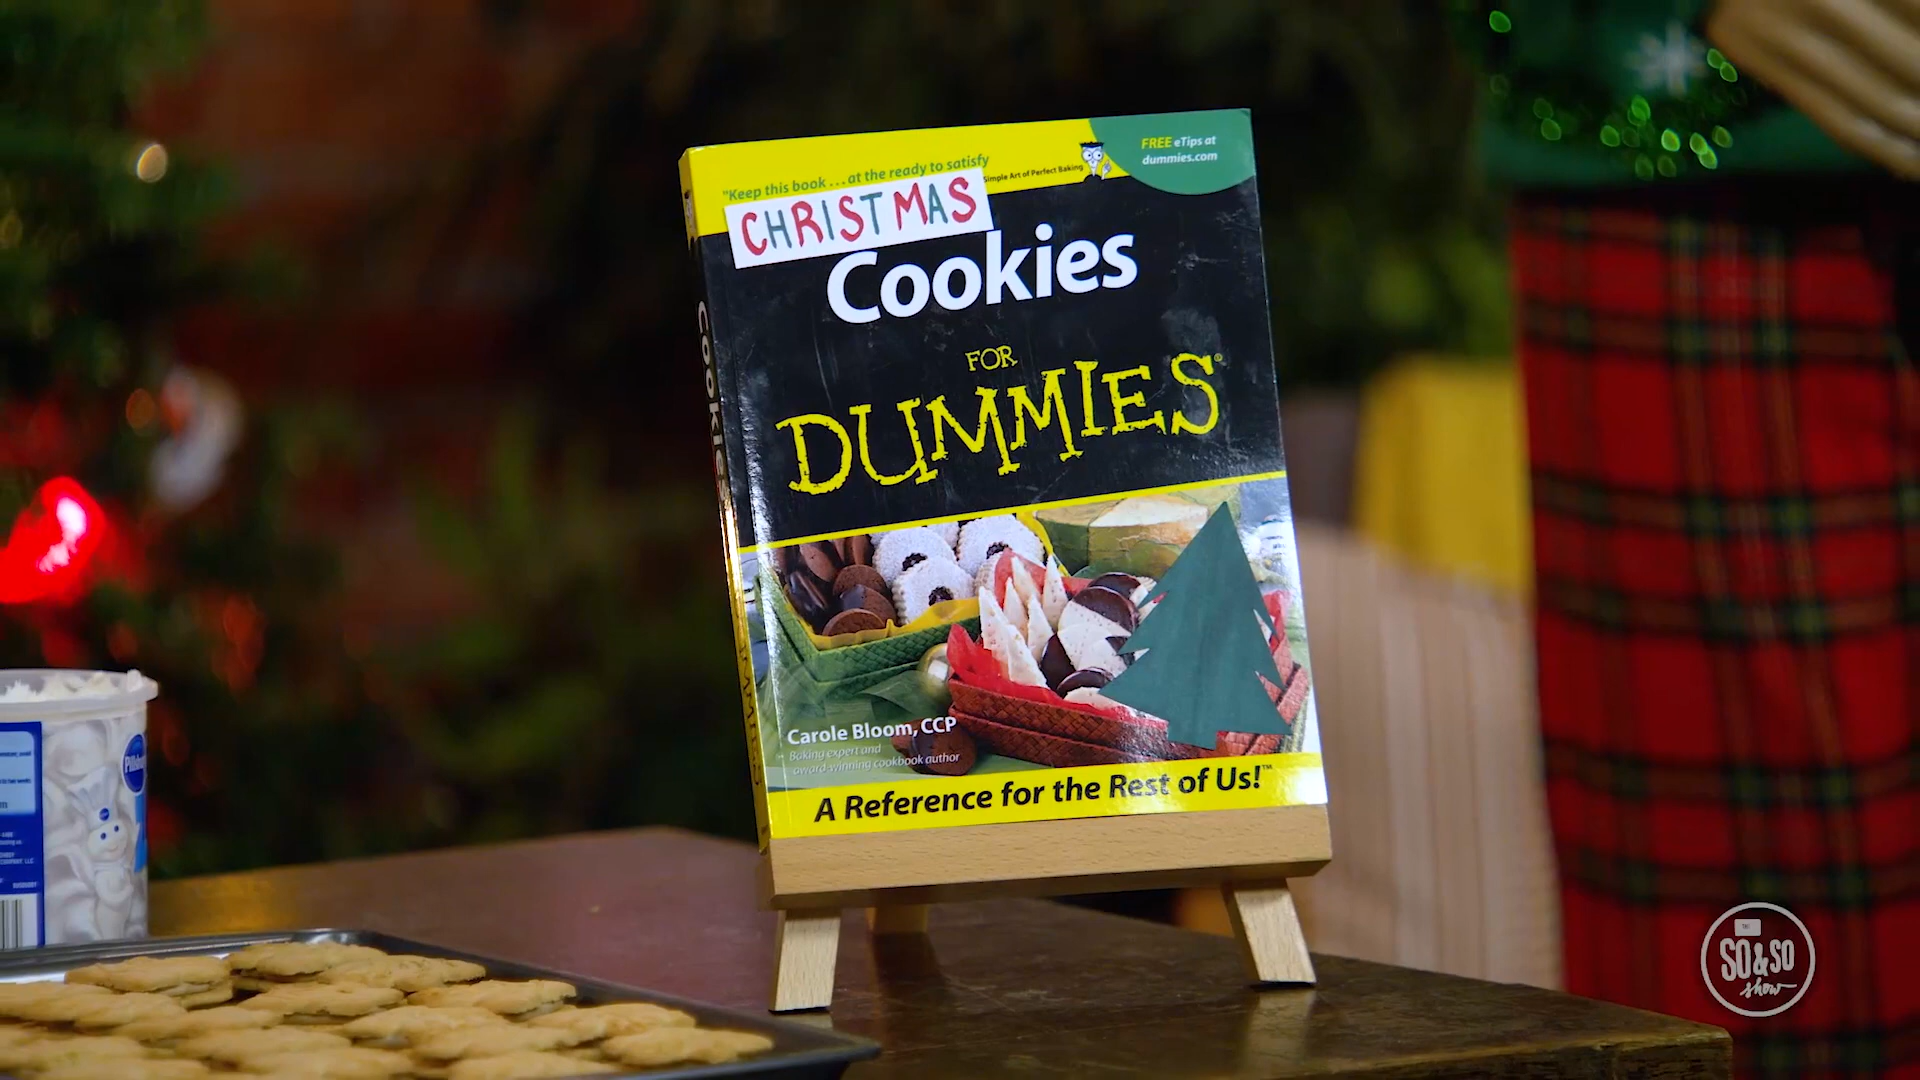 "Keep this book ... at the ready to satisfy
Simple Art of Perfect Baking
FREE eTips at
dummies.com
CHRISTMAS
Cookies
FOR
DUMMIES®
Cookies
Carole Bloom, CCP
Baking expert and
award-winning cookbook author
A Reference for the Rest of Us!™
SO&SO
show